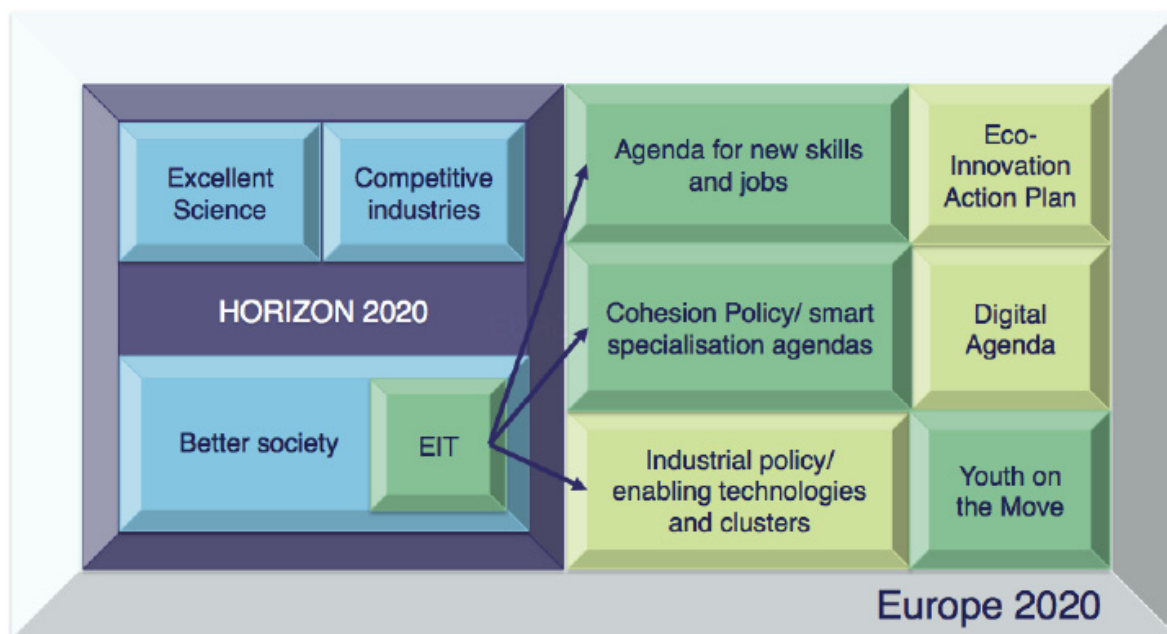 Excellent
Science
Competitive
industries
HORIZON 2020
Better society
EIT
Agenda for new skills
and jobs
Cohesion Policy/ smart
specialisation agendas
Industrial policy/
enabling technologies
and clusters
Eco-
Innovation
Action Plan
Digital
Agenda
Youth on
the Move
Europe 2020